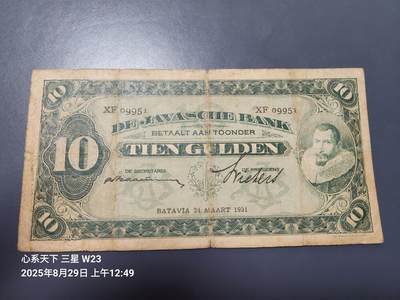 10
10
XF 09951
XF 09951
DE JAVASCHE BANK
BETAALT AAN TOONDER
10
TIEN GULDEN
DE SECRETARIS
DE PRESIDENT
BATAVIA 24 MAART 1931
10
10
心系天下 三星 W23
2025年8月29日 上午12:49